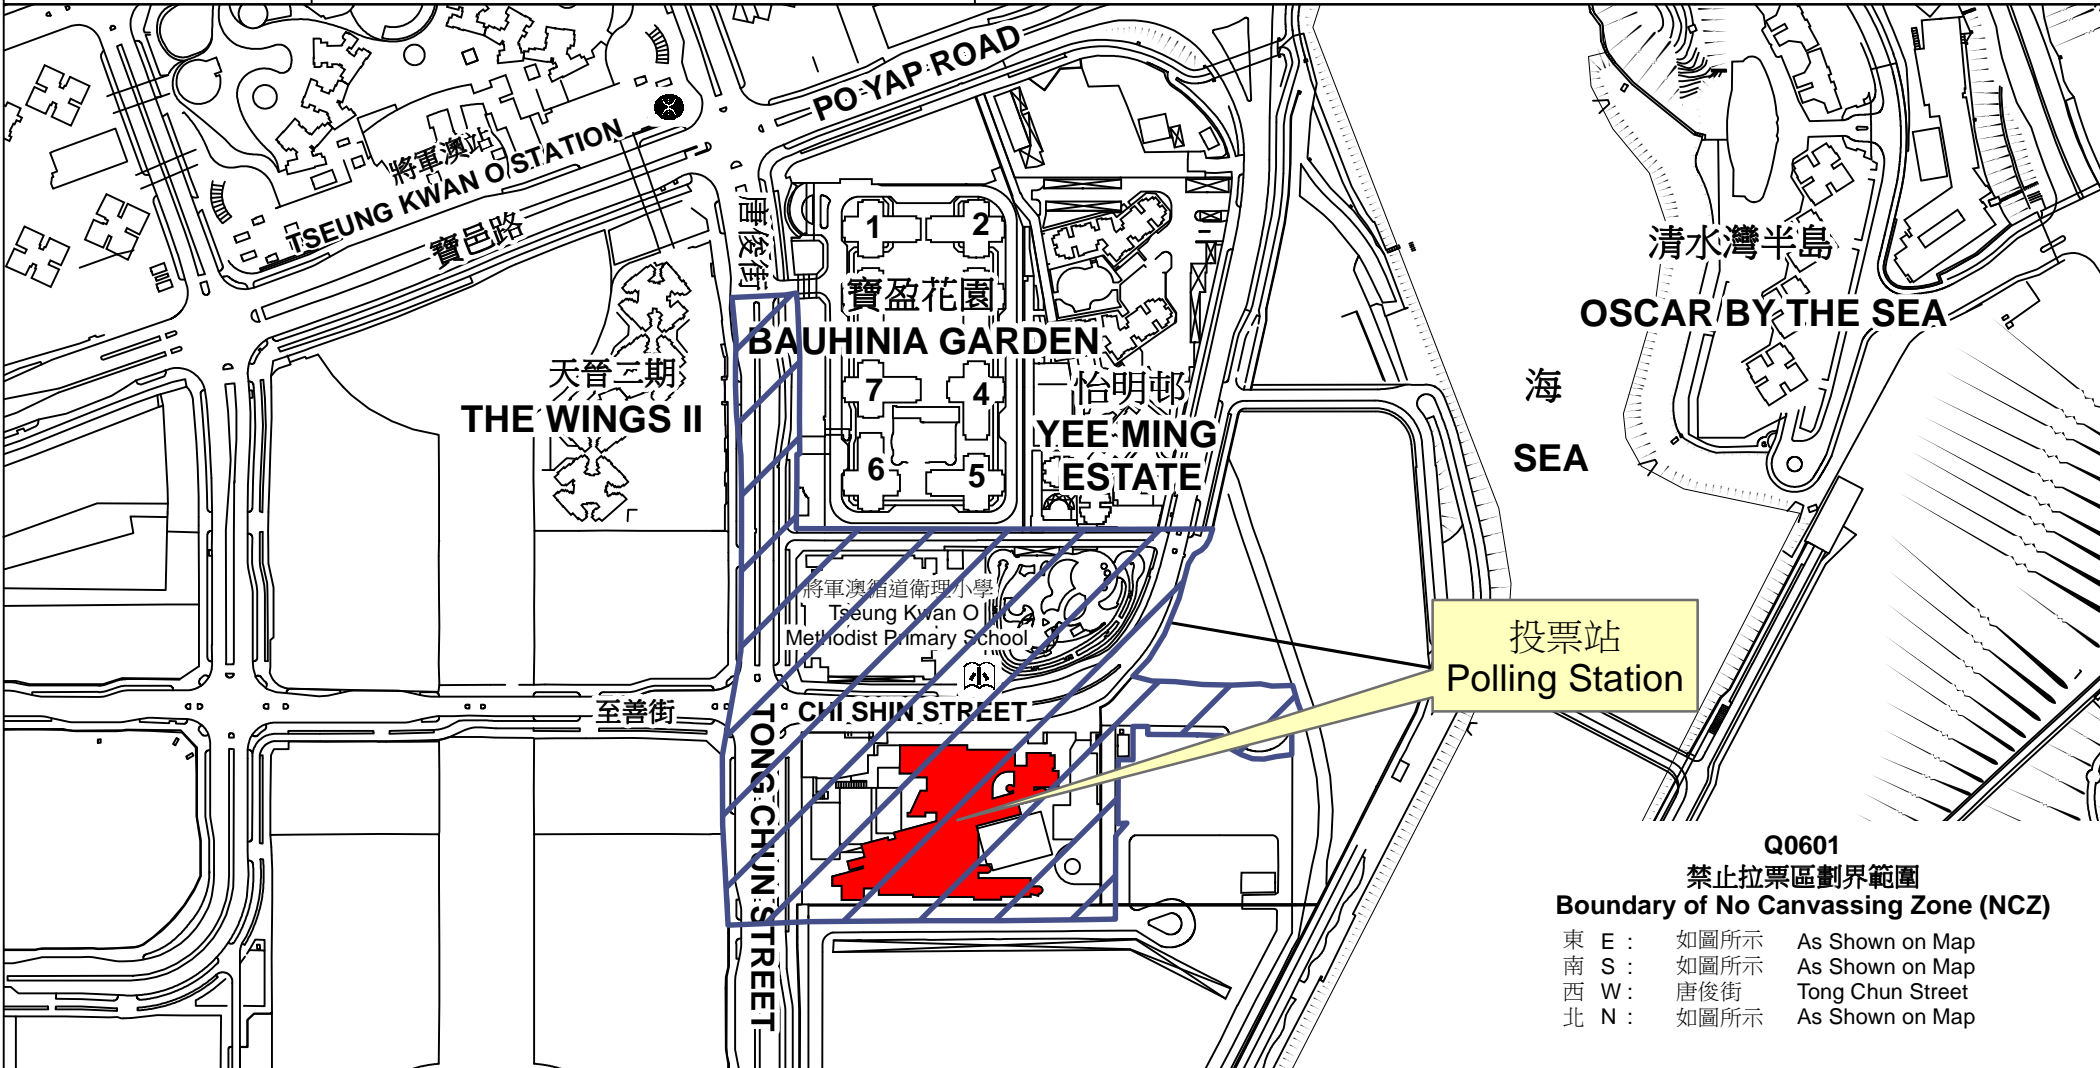 PO YAP ROAD
將軍澳站
TSEUNG KWAN O STATION
寶邑路
唐俊街
1
2
寶盈花園
BAUHINIA GARDEN
7
4
6
5
天晉二期
THE WINGS II
怡明邨
YEE MING
ESTATE
清水灣半島
OSCAR BY THE SEA
海
SEA
將軍澳循道衛理小學
Tseung Kwan O
Methodist Primary School
小
投票站
Polling Station
至善街
CHI SHIN STREET
TONG CHUN STREET
Q0601
禁止拉票區劃界範圍
Boundary of No Canvassing Zone (NCZ)
東 E : 如圖所示 As Shown on Map
南 S : 如圖所示 As Shown on Map
西 W : 唐俊街 Tong Chun Street
北 N : 如圖所示 As Shown on Map